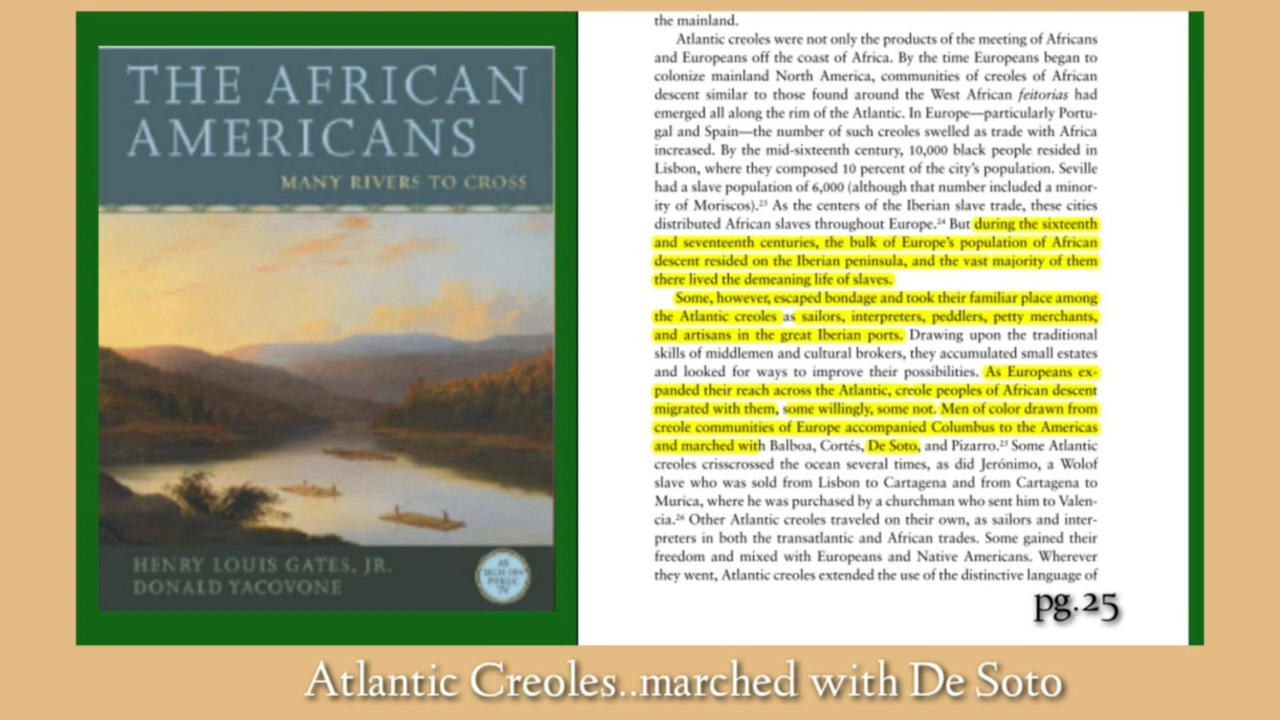 THE AFRICAN
AMERICANS
MANY RIVERS TO CROSS
HENRY LOUIS GATES, JR.
DONALD YACOVONE
AS
SEEN ON
PUBLIC
TV
the mainland.
Atlantic creoles were not only the products of the meeting of Africans
and Europeans off the coast of Africa. By the time Europeans began to
colonize mainland North America, communities of creoles of African
descent similar to those found around the West African feitorias had
emerged all along the rim of the Atlantic. In Europe—particularly Portu-
gal and Spain—the number of such creoles swelled as trade with Africa
increased. By the mid-sixteenth century, 10,000 black people resided in
Lisbon, where they composed 10 percent of the city's population. Seville
had a slave population of 6,000 (although that number included a minor-
ity of Moriscos).²³ As the centers of the Iberian slave trade, these cities
distributed African slaves throughout Europe.²⁴ But during the sixteenth
and seventeenth centuries, the bulk of Europe's population of African
descent resided on the Iberian peninsula, and the vast majority of them
there lived the demeaning life of slaves.
Some, however, escaped bondage and took their familiar place among
the Atlantic creoles as sailors, interpreters, peddlers, petty merchants,
and artisans in the great Iberian ports. Drawing upon the traditional
skills of middlemen and cultural brokers, they accumulated small estates
and looked for ways to improve their possibilities. As Europeans ex-
panded their reach across the Atlantic, creole peoples of African descent
migrated with them, some willingly, some not. Men of color drawn from
creole communities of Europe accompanied Columbus to the Americas
and marched with Balboa, Cortés, De Soto, and Pizarro.²⁵ Some Atlantic
creoles crisscrossed the ocean several times, as did Jerónimo, a Wolof
slave who was sold from Lisbon to Cartagena and from Cartagena to
Murica, where he was purchased by a churchman who sent him to Valen-
cia.²⁶ Other Atlantic creoles traveled on their own, as sailors and inter-
preters in both the transatlantic and African trades. Some gained their
freedom and mixed with Europeans and Native Americans. Wherever
they went, Atlantic creoles extended the use of the distinctive language of
pg.25
Atlantic Creoles..marched with De Soto